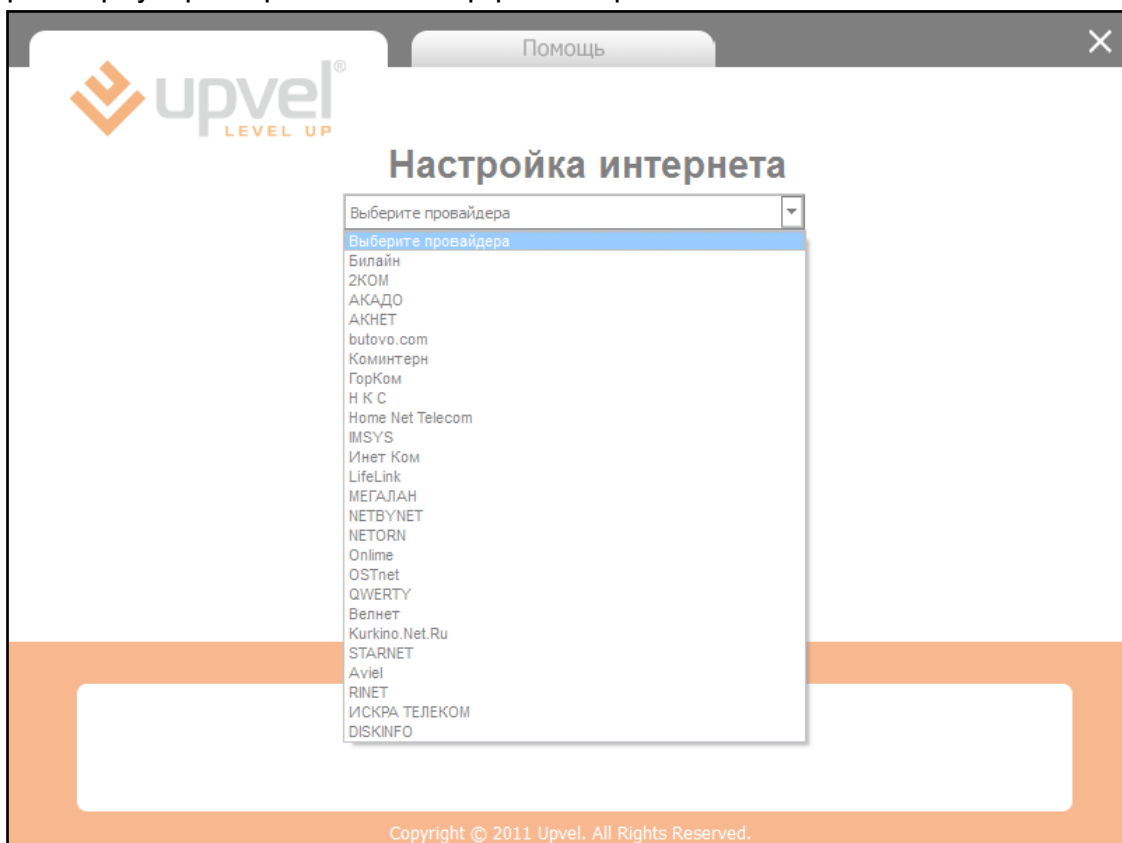 Помощь
upvel®
LEVEL UP
Настройка интернета
Выберите провайдера
Выберите провайдера
Билайн
2КОМ
АКАДО
АКНЕТ
butovo.com
Коминтерн
ГорКом
Н К С
Home Net Telecom
IMSYS
Инет Ком
LifeLink
МЕГАЛАН
NETBYNET
NETORN
Onlime
OSTnet
QWERTY
Велнет
Kurkino.Net.Ru
STARNET
Aviel
RINET
ИСКРА ТЕЛЕКОМ
DISKINFO
Copyright © 2011 Upvel. All Rights Reserved.